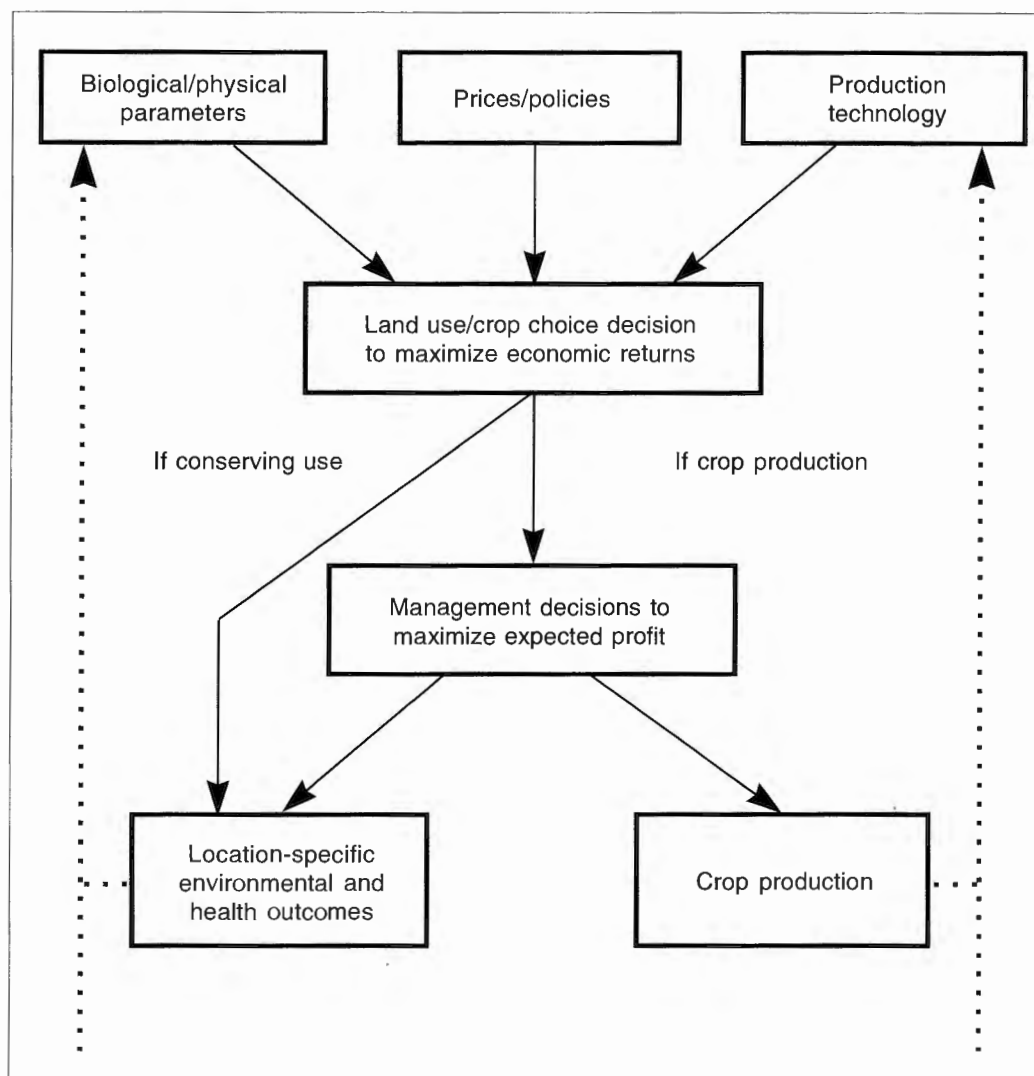 Biological/physical
parameters
Prices/policies
Production
technology
Land use/crop choice decision
to maximize economic returns
If conserving use
If crop production
Management decisions to
maximize expected profit
Location-specific
environmental and
health outcomes
Crop production